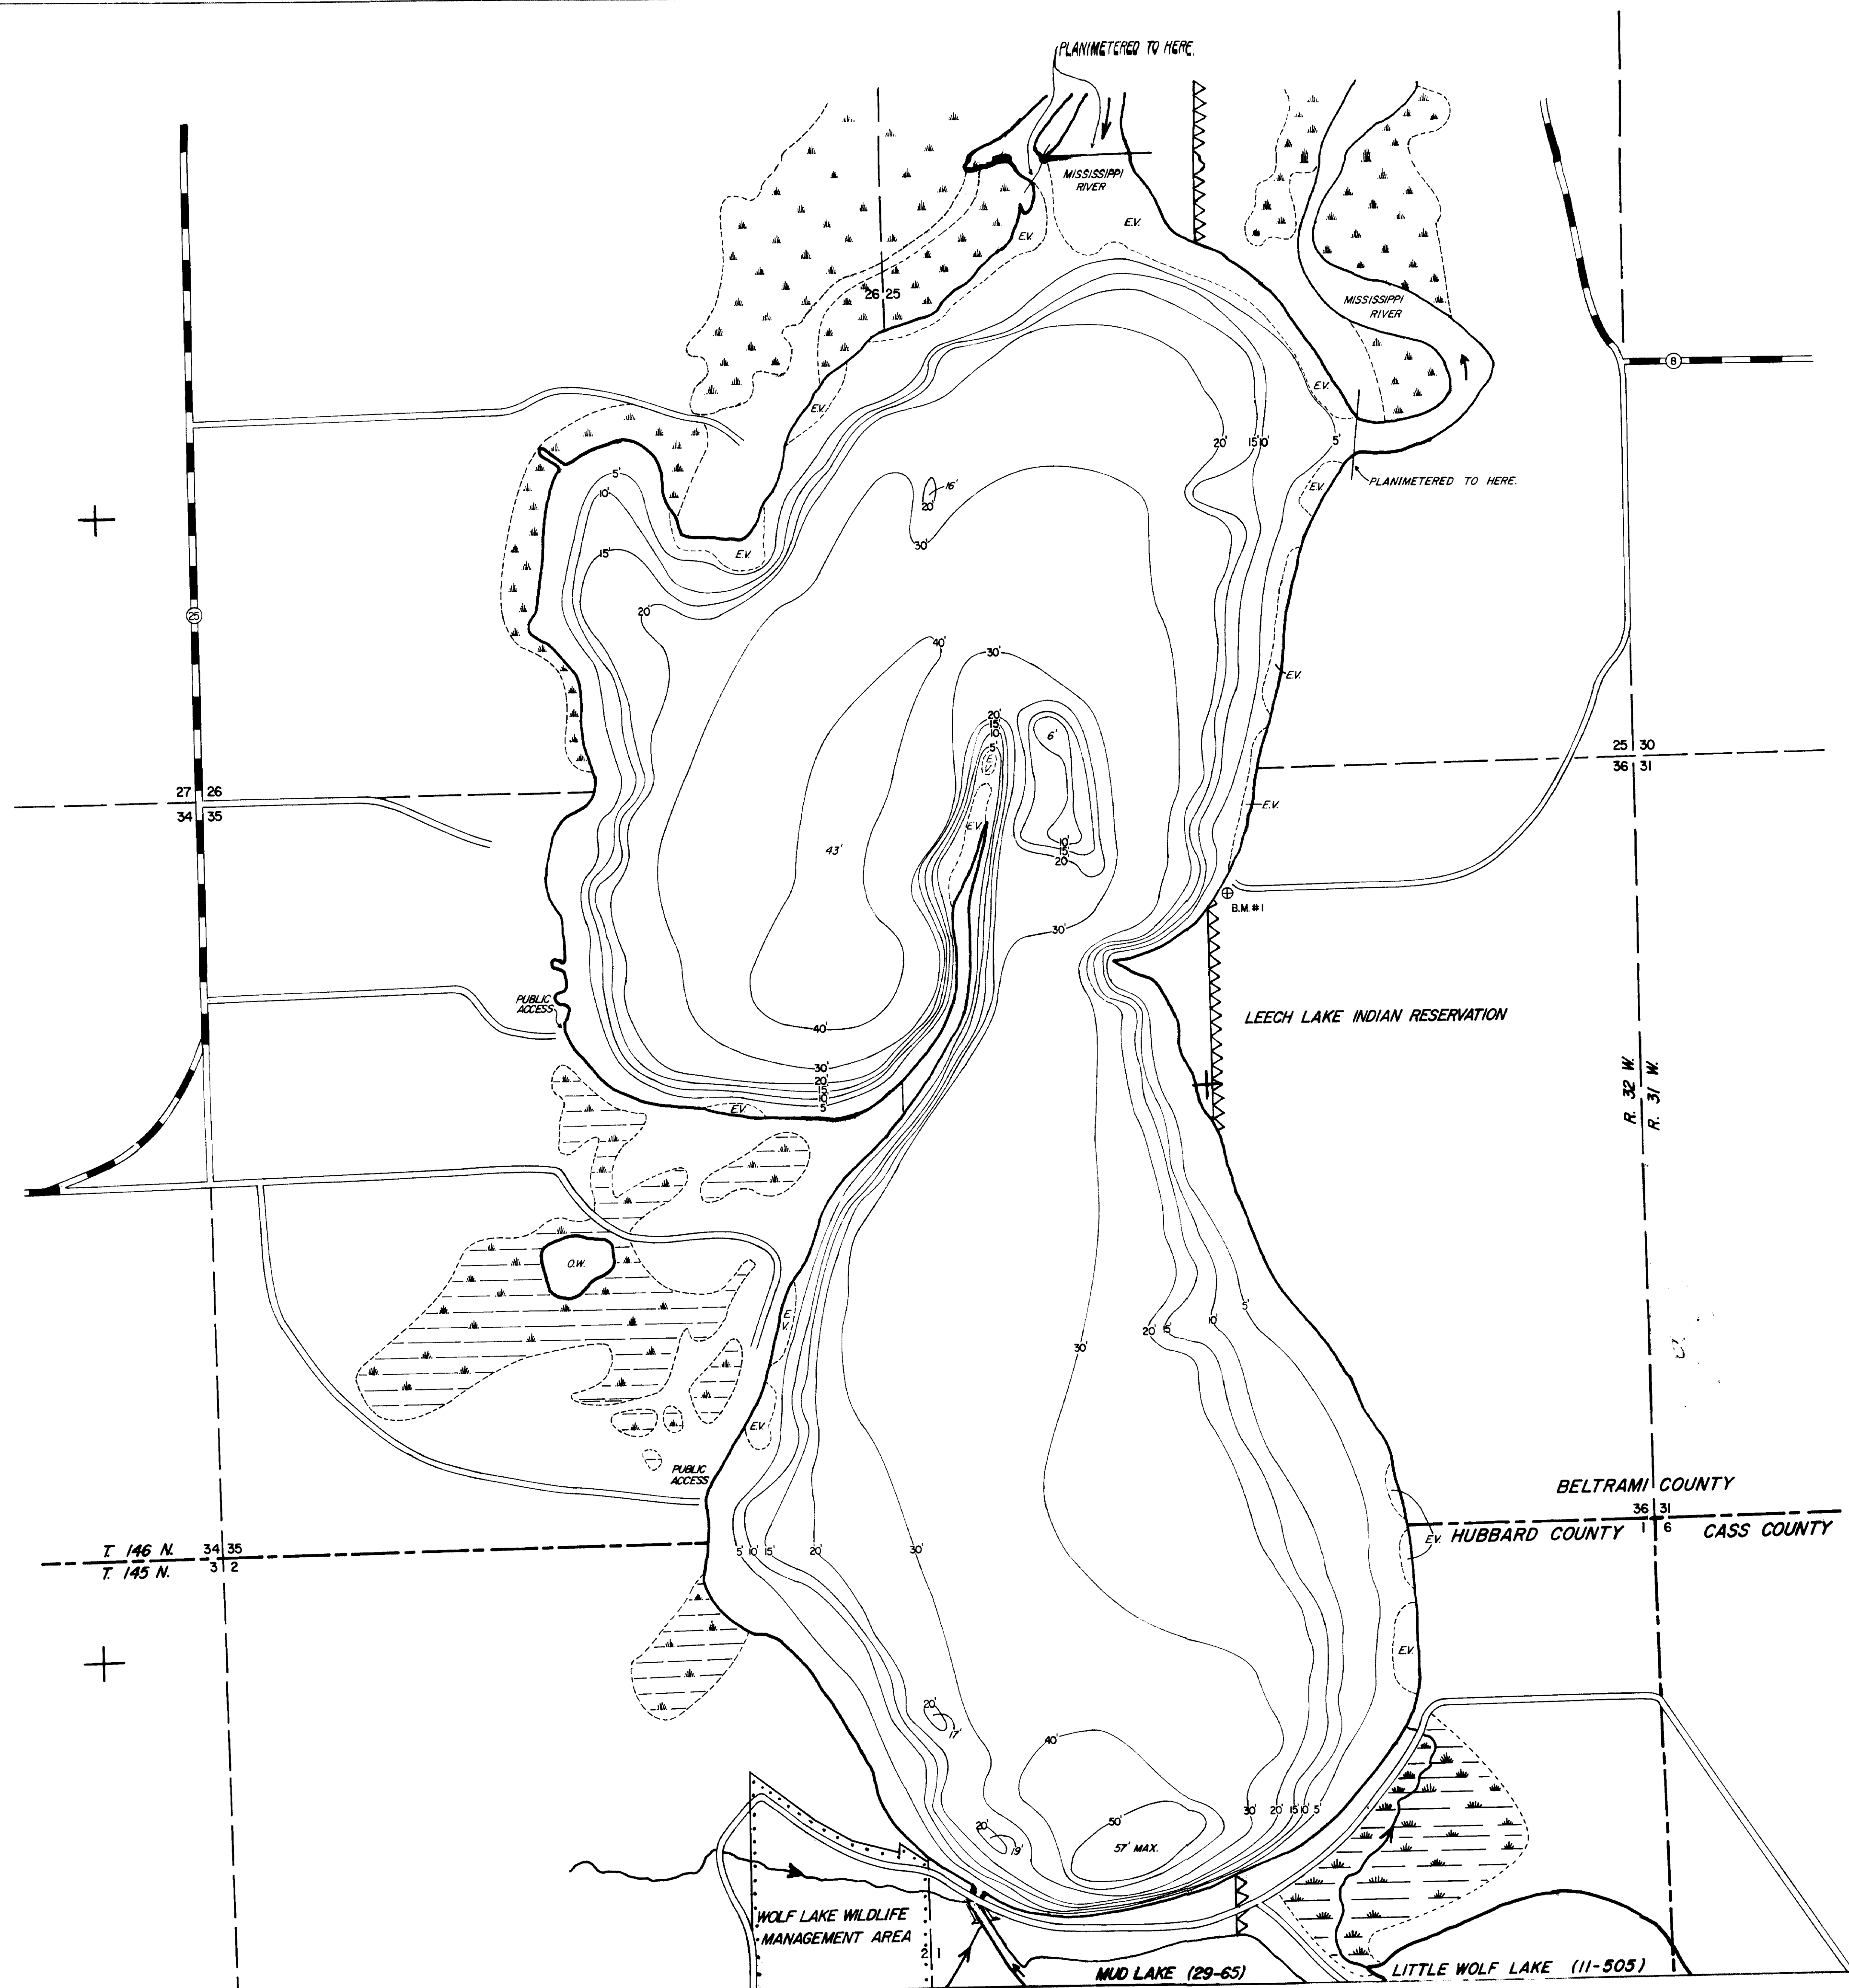 PLANIMETERED TO HERE.
MISSISSIPPI
RIVER
E.V.
E.V.
26 25
MISSISSIPPI
RIVER
8
E.V.
E.V.
5'
10'
15'
20'
20'
15'
10'
5'
16'
20'
30'
PLANIMETERED TO HERE.
E.V.
E.V.
25
20'
40'
30'
E.V.
20'
15'
10'
5'
E.
V.
6'
25 30
36 31
27 26
34 35
E.V.
E.V.
43'
10'
15'
20'
B.M. #1
30'
PUBLIC
ACCESS
LEECH LAKE INDIAN RESERVATION
40'
30'
20'
15'
10'
5'
E.V.
R. 32 W.
R. 31 W.
O.W.
E.
V.
5'
10'
15'
20'
30'
E.V.
PUBLIC
ACCESS
BELTRAMI COUNTY
36 31
1 6
HUBBARD COUNTY
CASS COUNTY
E.V.
T. 146 N.
T. 145 N.
34 35
3 2
5' 10' 15' 20' 30'
E.V.
20'
17'
40'
50'
57' MAX.
20'
19'
30' 20' 15' 10' 5'
WOLF LAKE WILDLIFE
MANAGEMENT AREA
2 1
MUD LAKE (29-65)
LITTLE WOLF LAKE (11-505)